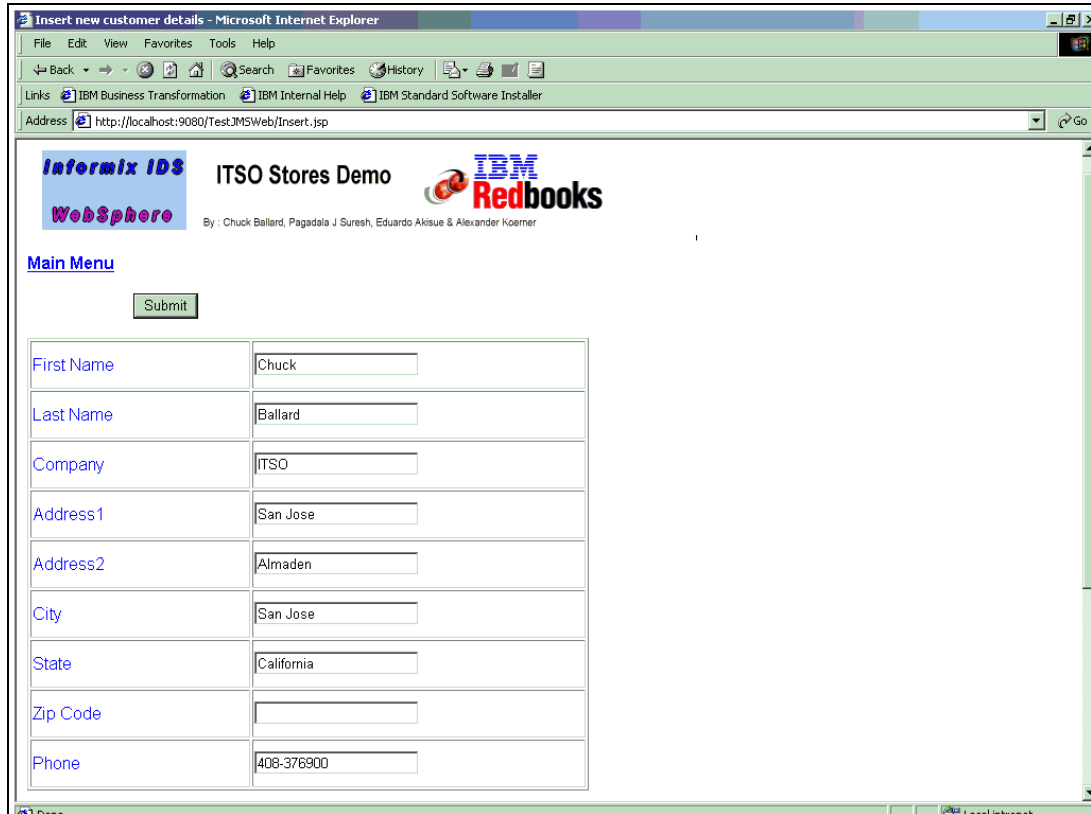 Insert new customer details - Microsoft Internet Explorer
File Edit View Favorites Tools Help
Back Search Favorites History
Links IBM Business Transformation IBM Internal Help IBM Standard Software Installer
Address http://localhost:9080/TestJMSWeb/Insert.jsp Go
Informix IDS
WebSphere
ITSO Stores Demo
IBM
Redbooks
By : Chuck Ballard, Pagadala J Suresh, Eduardo Akisue & Alexander Koerner
Main Menu
Submit
First Name Chuck
Last Name Ballard
Company ITSO
Address1 San Jose
Address2 Almaden
City San Jose
State California
Zip Code
Phone 408-376900
Done Local intranet